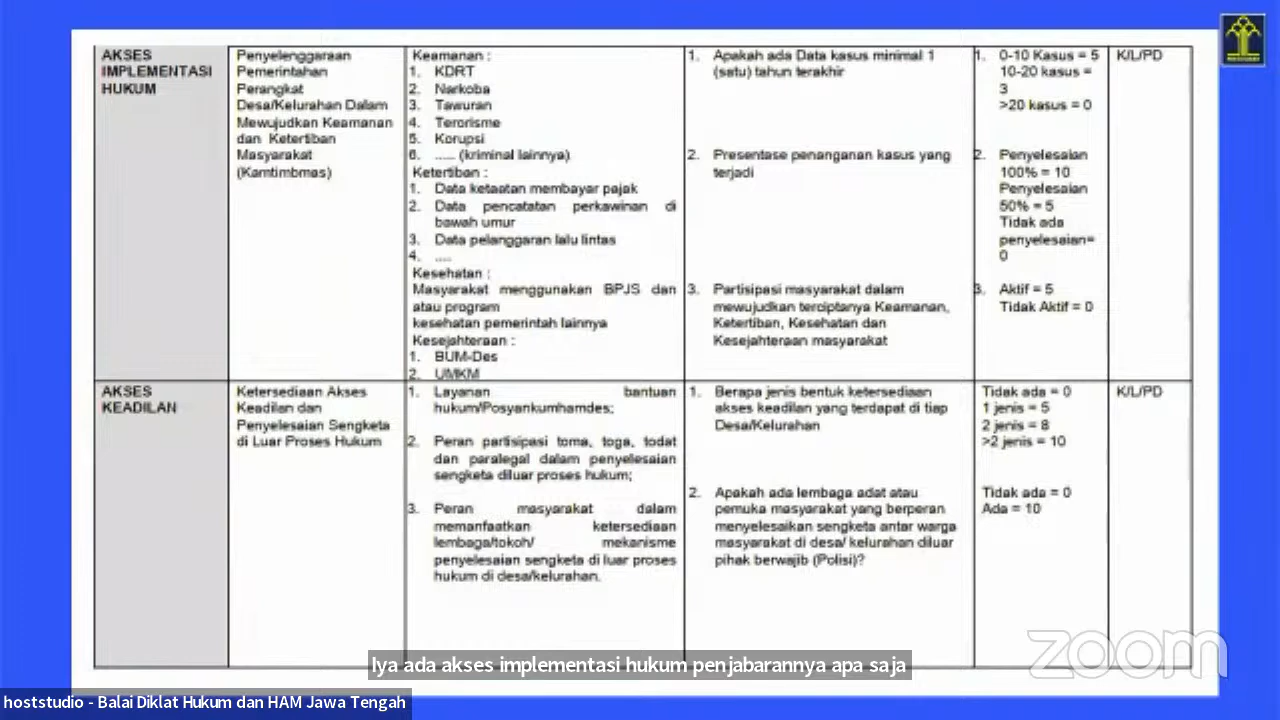 AKSES
IMPLEMENTASI
HUKUM
Penyelenggaraan
Pemerintahan
Perangkat
Desa/Kelurahan Dalam
Mewujudkan Keamanan
dan Ketertiban
Masyarakat
(Kamtimbmas)
Keamanan :
1. KDRT
2. Narkoba
3. Tawuran
4. Terorisme
5. Korupsi
6. ..... (kriminal lainnya)
Ketertiban :
1. Data ketaatan membayar pajak
2. Data pencatatan perkawinan di
bawah umur
3. Data pelanggaran lalu lintas
4. ....
Kesehatan :
Masyarakat menggunakan BPJS dan
atau program
kesehatan pemerintah lainnya
Kesejahteraan :
1. BUM-Des
2. UMKM
1. Apakah ada Data kasus minimal 1
(satu) tahun terakhir
2. Presentase penanganan kasus yang
terjadi
3. Partisipasi masyarakat dalam
mewujudkan terciptanya Keamanan,
Ketertiban, Kesehatan dan
Kesejahteraan masyarakat
1. 0-10 Kasus = 5
10-20 kasus =
3
>20 kasus = 0
2. Penyelesaian
100% = 10
Penyelesaian
50% = 5
Tidak ada
penyelesaian=
0
3. Aktif = 5
Tidak Aktif = 0
K/L/PD
AKSES
KEADILAN
Ketersediaan Akses
Keadilan dan
Penyelesaian Sengketa
di Luar Proses Hukum
1. Layanan bantuan
hukum/Posyankumhamdes;
2. Peran partisipasi toma, toga, todat
dan paralegal dalam penyelesaian
sengketa diluar proses hukum;
3. Peran masyarakat dalam
memanfaatkan ketersediaan
lembaga/tokoh/ mekanisme
penyelesaian sengketa di luar proses
hukum di desa/kelurahan.
1. Berapa jenis bentuk ketersediaan
akses keadilan yang terdapat di tiap
Desa/Kelurahan
2. Apakah ada lembaga adat atau
pemuka masyarakat yang berperan
menyelesaikan sengketa antar warga
masyarakat di desa/ kelurahan diluar
pihak berwajib (Polisi)?
Tidak ada = 0
1 jenis = 5
2 jenis = 8
>2 jenis = 10
Tidak ada = 0
Ada = 10
K/L/PD
zoom
Iya ada akses implementasi hukum penjabarannya apa saja
hoststudio - Balai Diklat Hukum dan HAM Jawa Tengah